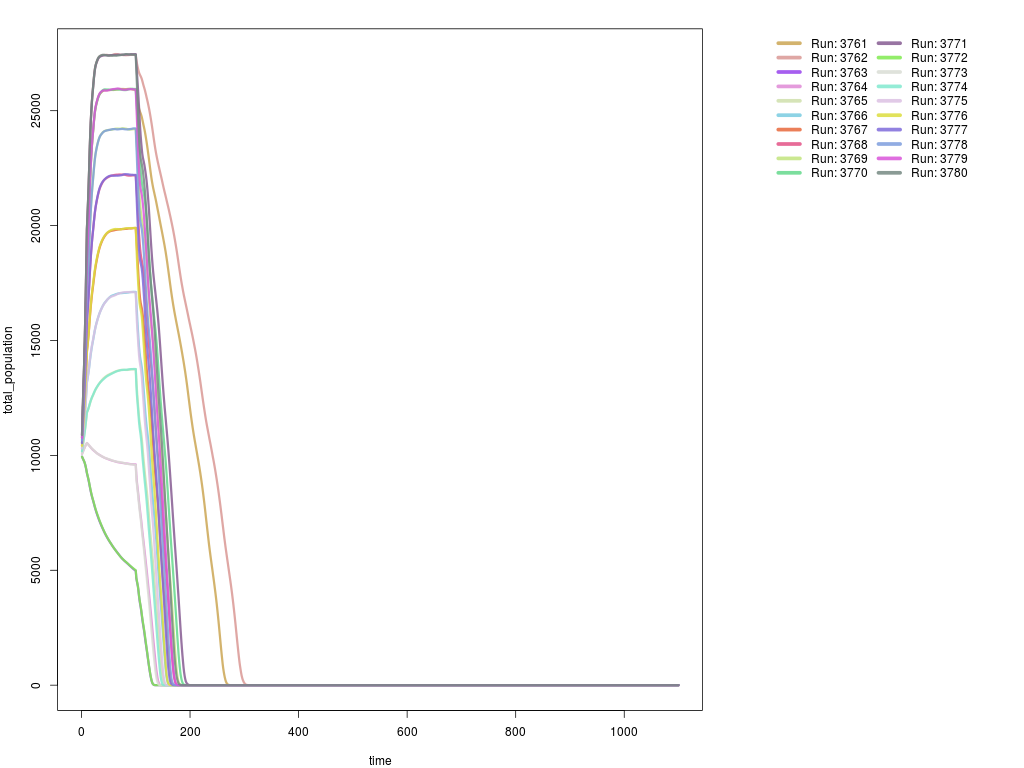 total_population
25000
20000
15000
10000
5000
0
0 200 400 600 800 1000
time
Run: 3761 Run: 3771
Run: 3762 Run: 3772
Run: 3763 Run: 3773
Run: 3764 Run: 3774
Run: 3765 Run: 3775
Run: 3766 Run: 3776
Run: 3767 Run: 3777
Run: 3768 Run: 3778
Run: 3769 Run: 3779
Run: 3770 Run: 3780